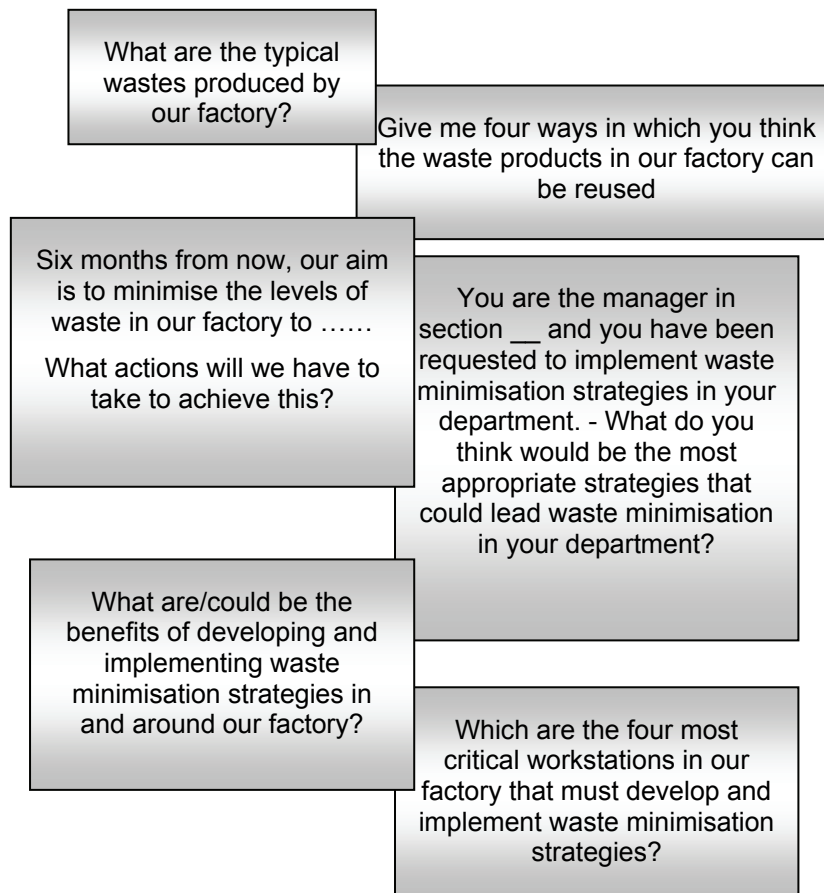 What are the typical
wastes produced by
our factory?
Give me four ways in which you think
the waste products in our factory can
be reused
Six months from now, our aim
is to minimise the levels of
waste in our factory to ……
What actions will we have to
take to achieve this?
You are the manager in
section __ and you have been
requested to implement waste
minimisation strategies in your
department. - What do you
think would be the most
appropriate strategies that
could lead waste minimisation
in your department?
What are/could be the
benefits of developing and
implementing waste
minimisation strategies in
and around our factory?
Which are the four most
critical workstations in our
factory that must develop and
implement waste minimisation
strategies?